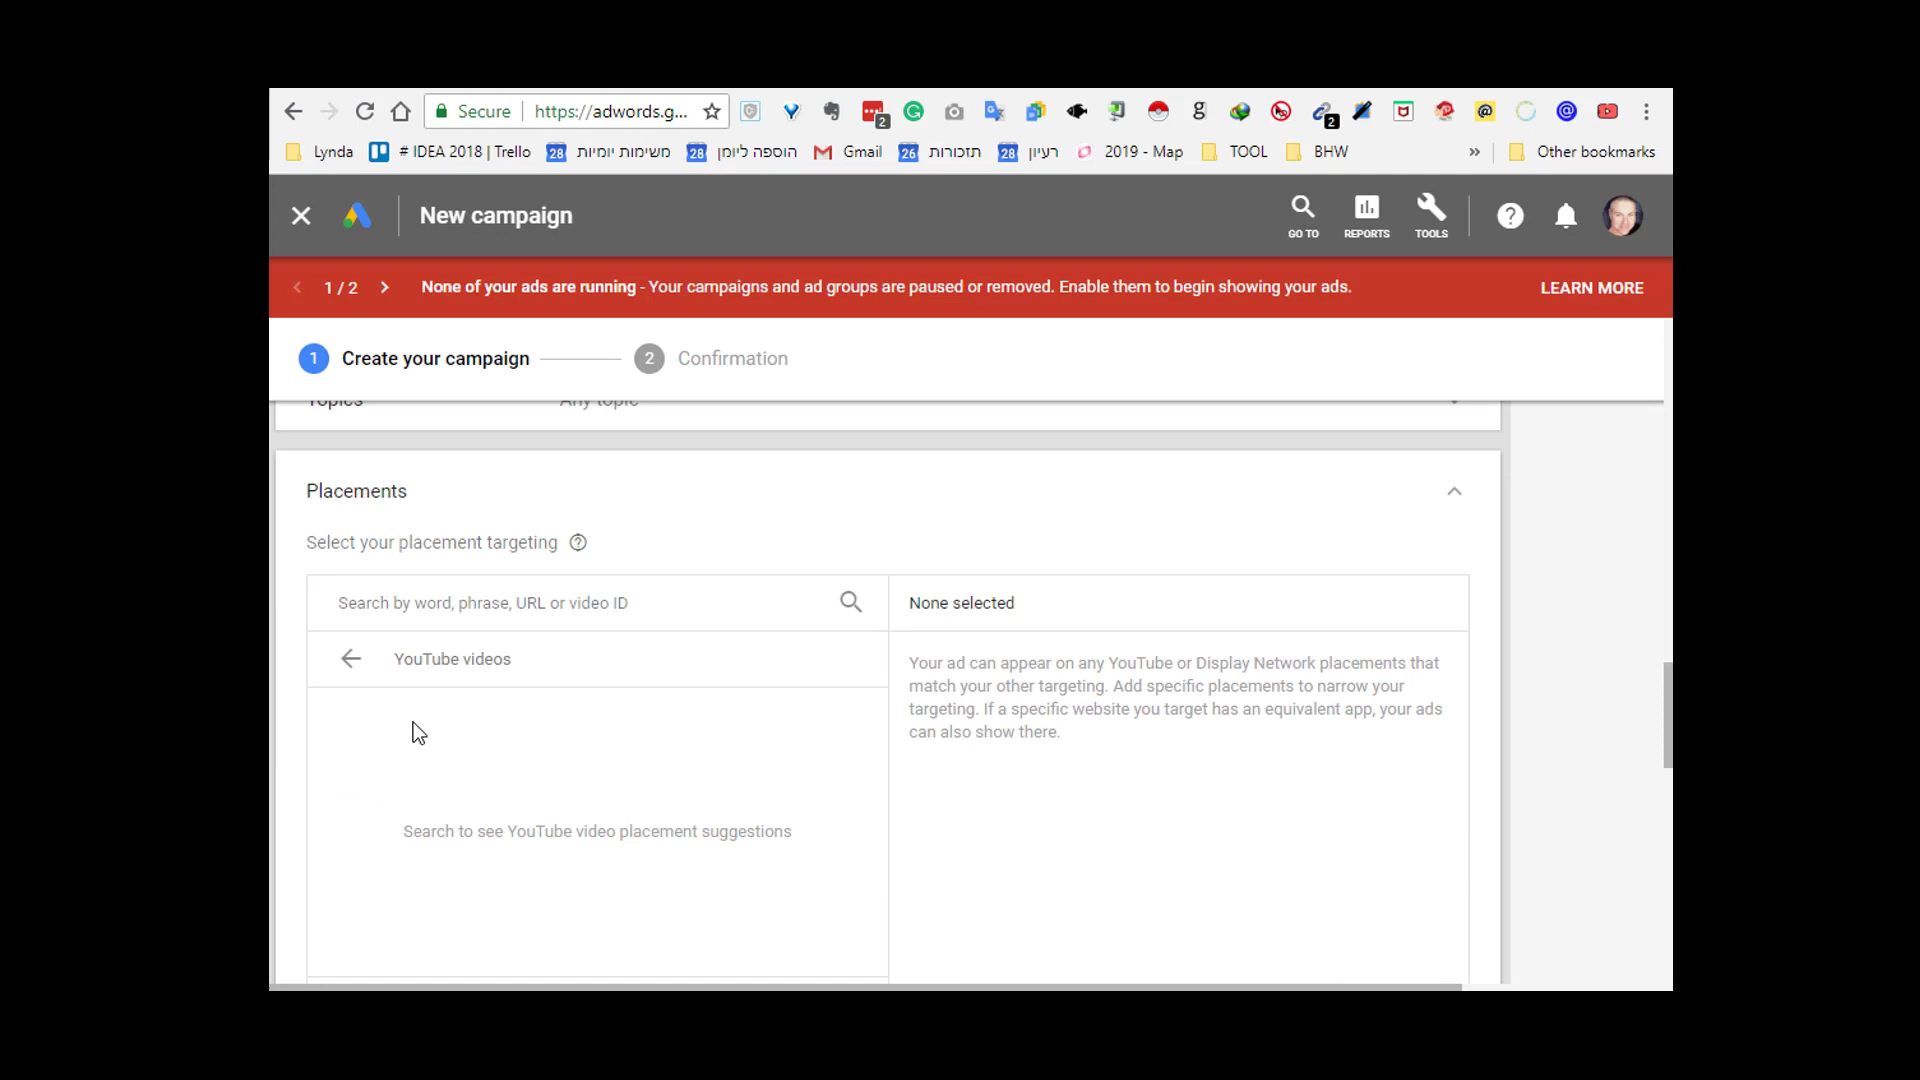 Secure https://adwords.g...
2
2
Lynda # IDEA 2018 | Trello 28 משימות יומיות 28 הוספה ליומן Gmail 26 תזכורות 28 רעיון 2019 - Map TOOL BHW » Other bookmarks
New campaign
GO TO REPORTS TOOLS
1 / 2 None of your ads are running - Your campaigns and ad groups are paused or removed. Enable them to begin showing your ads. LEARN MORE
1 Create your campaign 2 Confirmation
Topics Any topic
Placements
Select your placement targeting
Search by word, phrase, URL or video ID
None selected
YouTube videos
Your ad can appear on any YouTube or Display Network placements that
match your other targeting. Add specific placements to narrow your
targeting. If a specific website you target has an equivalent app, your ads
can also show there.
Search to see YouTube video placement suggestions